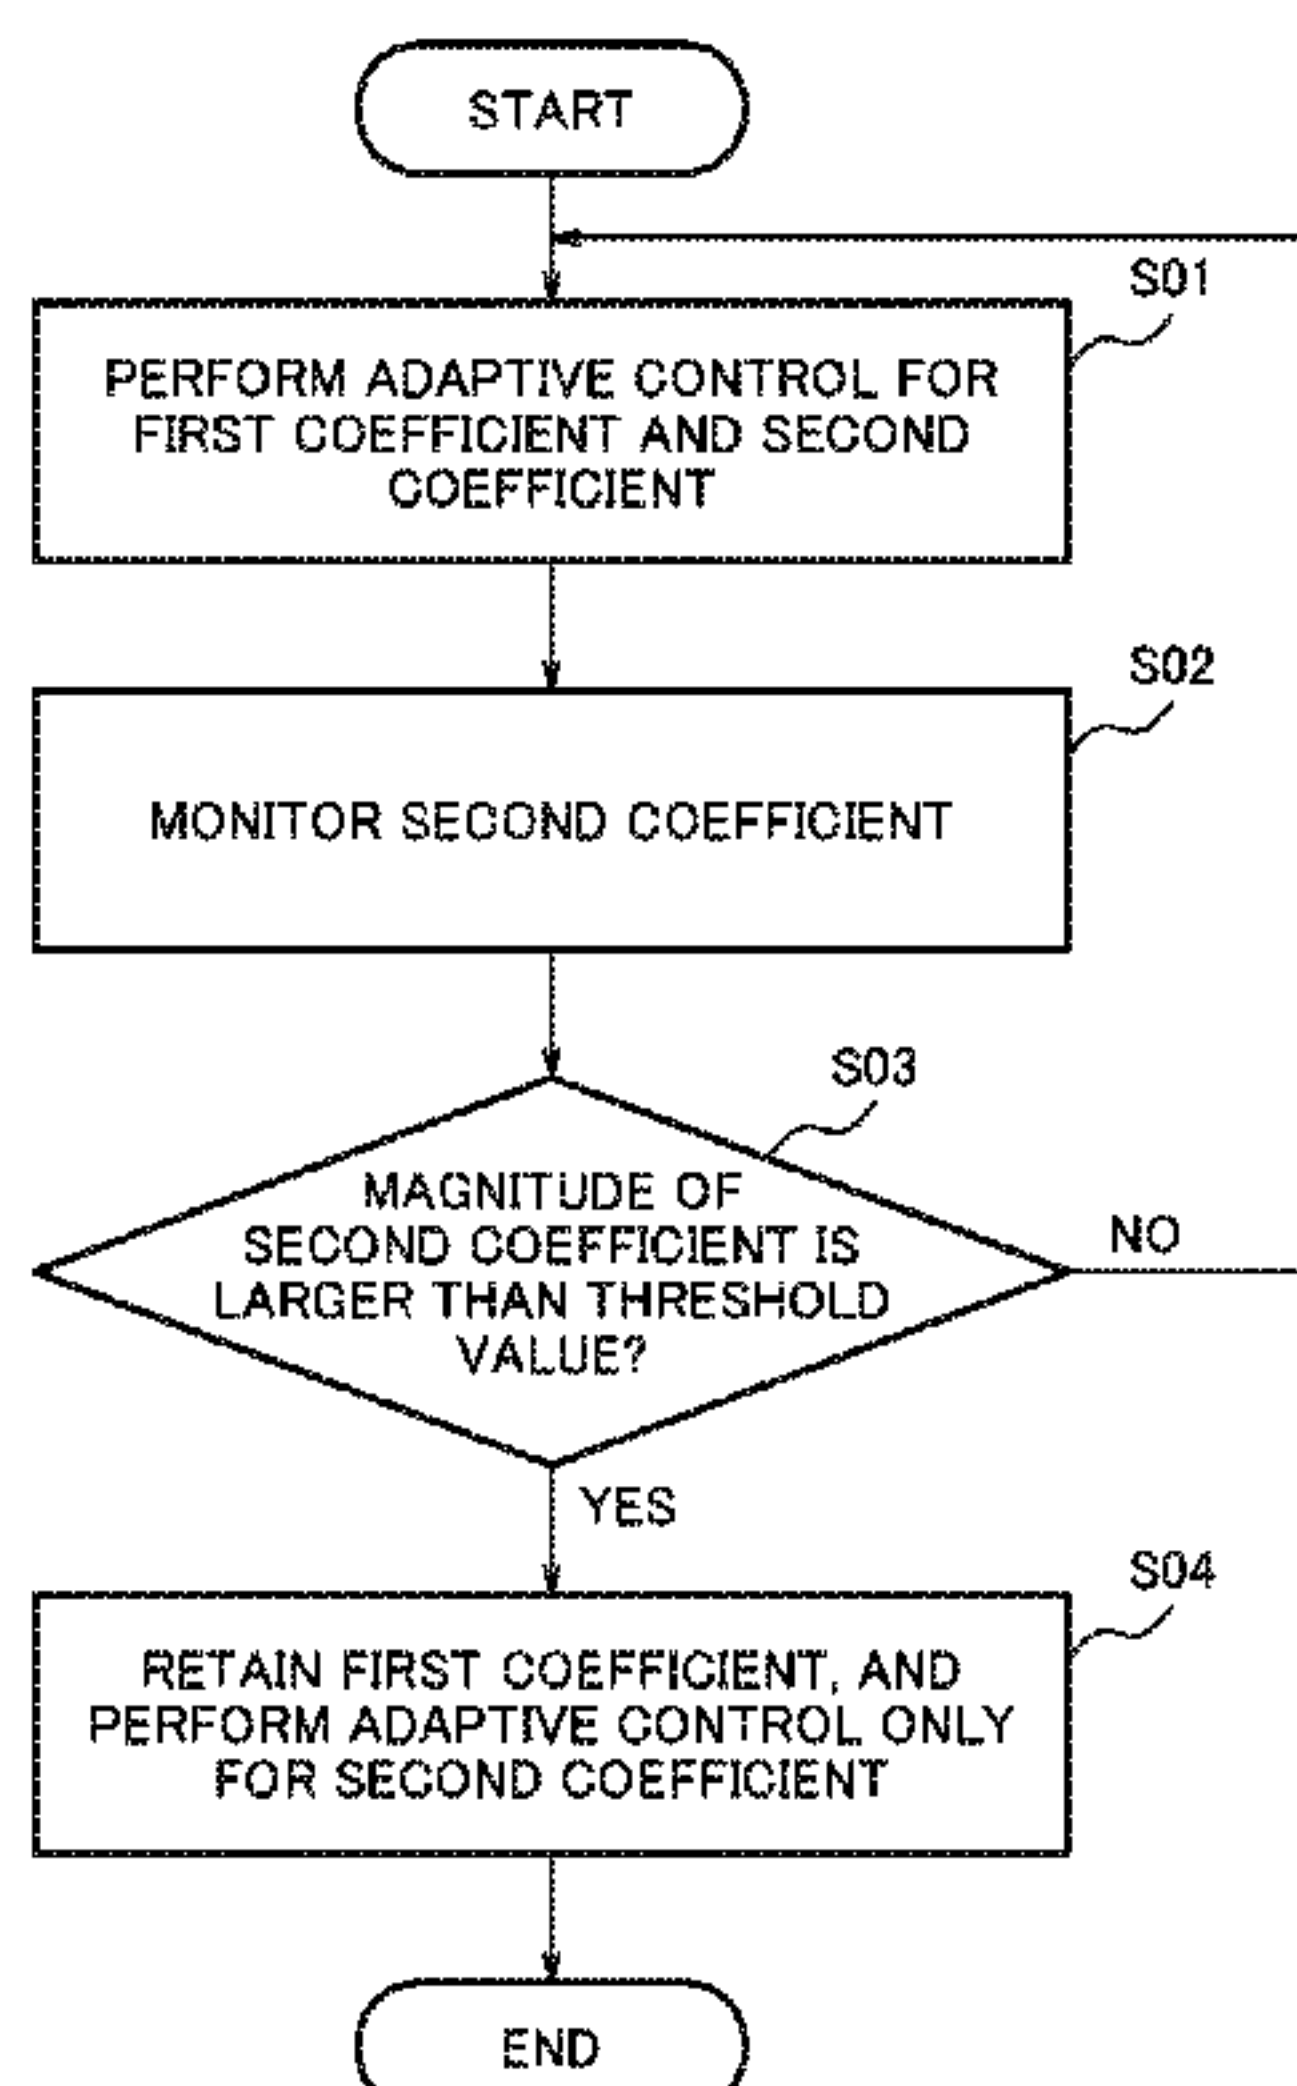 START
S01
PERFORM ADAPTIVE CONTROL FOR
FIRST COEFFICIENT AND SECOND
COEFFICIENT
S02
MONITOR SECOND COEFFICIENT
S03
MAGNITUDE OF
SECOND COEFFICIENT IS
LARGER THAN THRESHOLD
VALUE?
NO
YES
S04
RETAIN FIRST COEFFICIENT, AND
PERFORM ADAPTIVE CONTROL ONLY
FOR SECOND COEFFICIENT
END